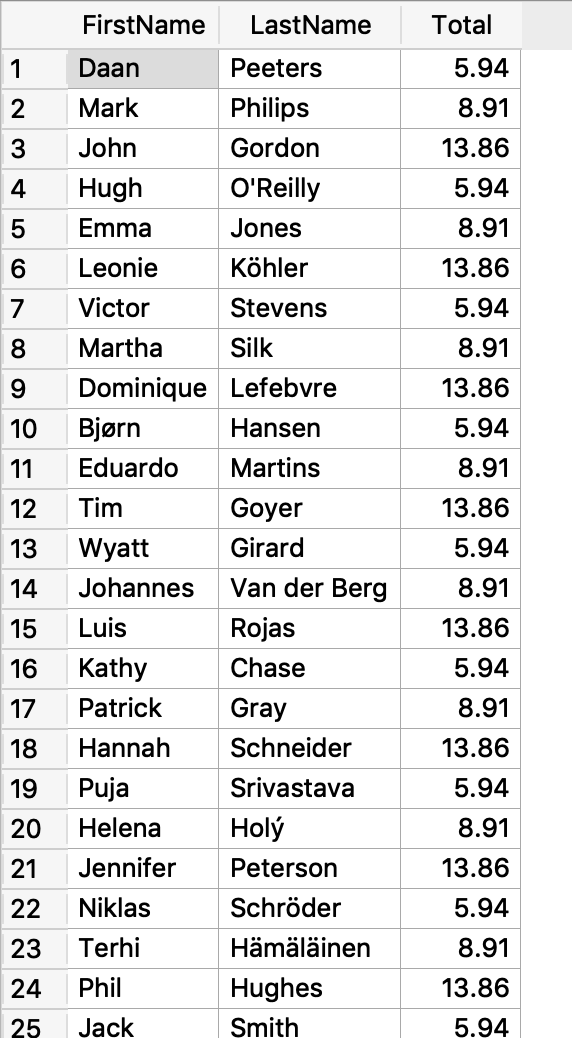 FirstName LastName Total
1 Daan Peeters 5.94
2 Mark Philips 8.91
3 John Gordon 13.86
4 Hugh O'Reilly 5.94
5 Emma Jones 8.91
6 Leonie Köhler 13.86
7 Victor Stevens 5.94
8 Martha Silk 8.91
9 Dominique Lefebvre 13.86
10 Bjørn Hansen 5.94
11 Eduardo Martins 8.91
12 Tim Goyer 13.86
13 Wyatt Girard 5.94
14 Johannes Van der Berg 8.91
15 Luis Rojas 13.86
16 Kathy Chase 5.94
17 Patrick Gray 8.91
18 Hannah Schneider 13.86
19 Puja Srivastava 5.94
20 Helena Holý 8.91
21 Jennifer Peterson 13.86
22 Niklas Schröder 5.94
23 Terhi Hämäläinen 8.91
24 Phil Hughes 13.86
25 Jack Smith 5.94